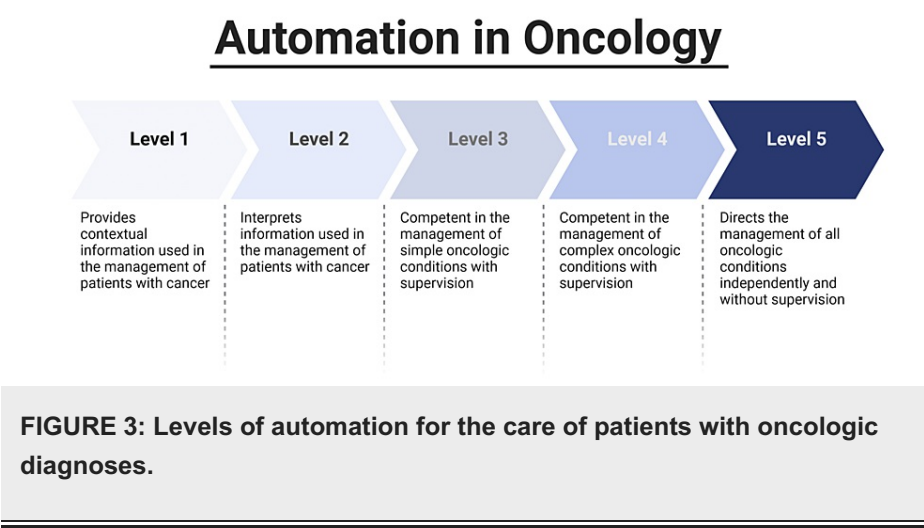 Automation in Oncology
Level 1
Level 2
Level 3
Level 4
Level 5
Provides
contextual
information used in
the management of
patients with cancer
Interprets
information used in
the management of
patients with cancer
Competent in the
management of
simple oncologic
conditions with
supervision
Competent in the
management of
complex oncologic
conditions with
supervision
Directs the
management of all
oncologic
conditions
independently and
without supervision
FIGURE 3: Levels of automation for the care of patients with oncologic
diagnoses.